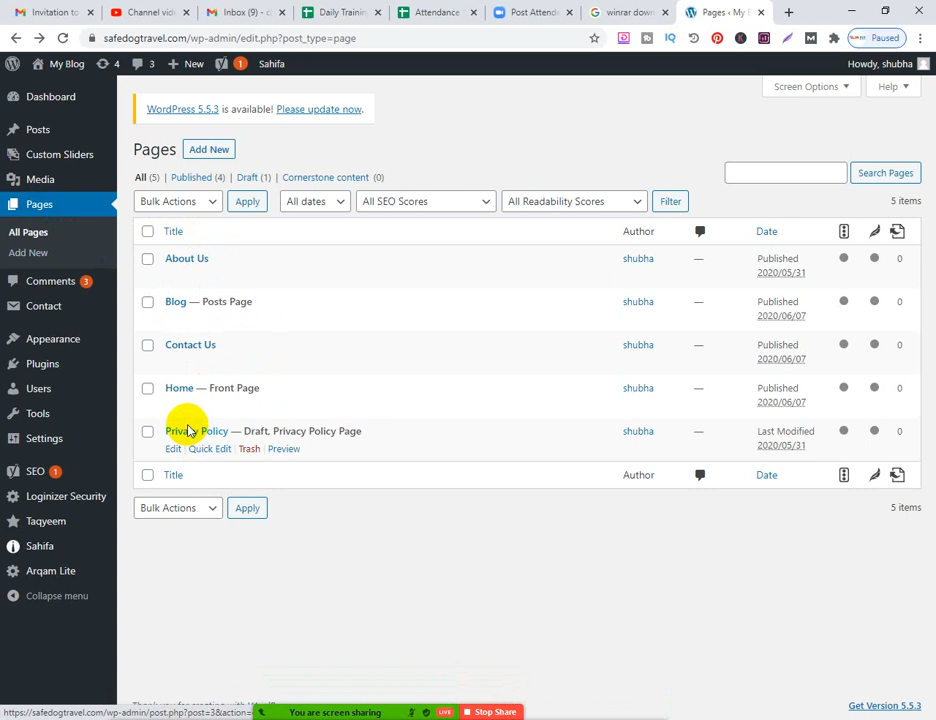 Invitation to
Channel vid
Inbox (9) - c
Daily Trainin
Attendance
Post Attend
winrar down
Pages ‹ My B
safedogtravel.com/wp-admin/edit.php?post_type=page
Paused
My Blog
4
3
New
1
Sahifa
Howdy, shubha
Dashboard
Posts
Custom Sliders
Media
Pages
All Pages
Add New
Comments 3
Contact
Appearance
Plugins
Users
Tools
Settings
SEO 1
Loginizer Security
Taqyeem
Sahifa
Arqam Lite
Collapse menu
Screen Options
Help
WordPress 5.5.3 is available! Please update now.
Pages Add New
All (5) | Published (4) | Draft (1) | Cornerstone content (0)
Search Pages
Bulk Actions Apply All dates All SEO Scores All Readability Scores Filter 5 items
Title Author Date
About Us shubha — Published 0
2020/05/31
Blog — Posts Page shubha — Published 0
2020/06/07
Contact Us shubha — Published 0
2020/06/07
Home — Front Page shubha — Published 0
2020/06/07
Privacy Policy — Draft, Privacy Policy Page shubha — Last Modified 0
Edit | Quick Edit | Trash | Preview 2020/05/31
Title Author Date
Bulk Actions Apply 5 items
Get Version 5.5.3
https://safedogtravel.com/wp-admin/post.php?post=3&action=
You are screen sharing LIVE Stop Share